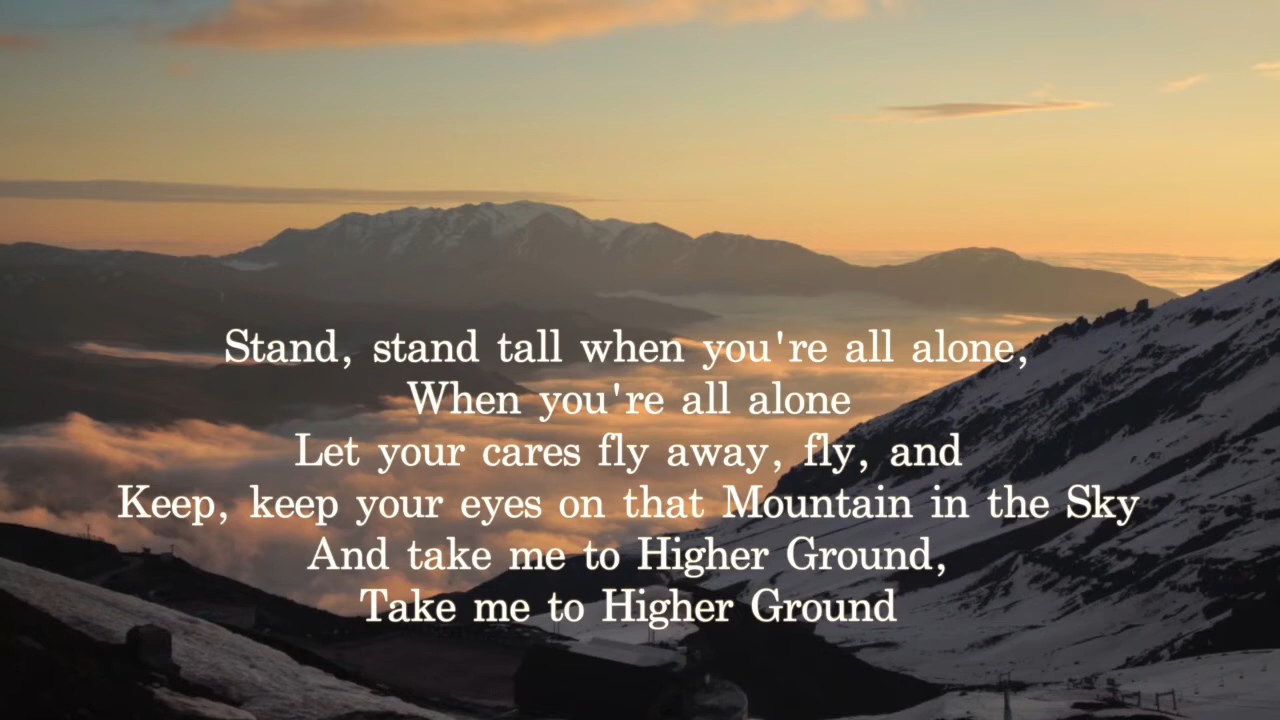 Stand, stand tall when you're all alone,
When you're all alone
Let your cares fly away, fly, and
Keep, keep your eyes on that Mountain in the Sky
And take me to Higher Ground,
Take me to Higher Ground